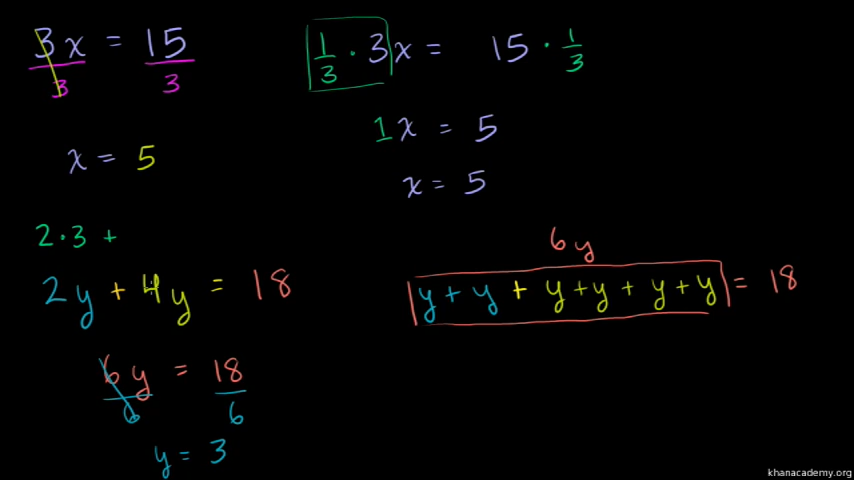 3x = 15
3 3
x = 5
1/3 · 3x = 15 · 1/3
1x = 5
x = 5
2·3 +
2y + 4y = 18
6y = 18
6 6
y = 3
6y
y + y + y + y + y + y = 18
khanacademy.org